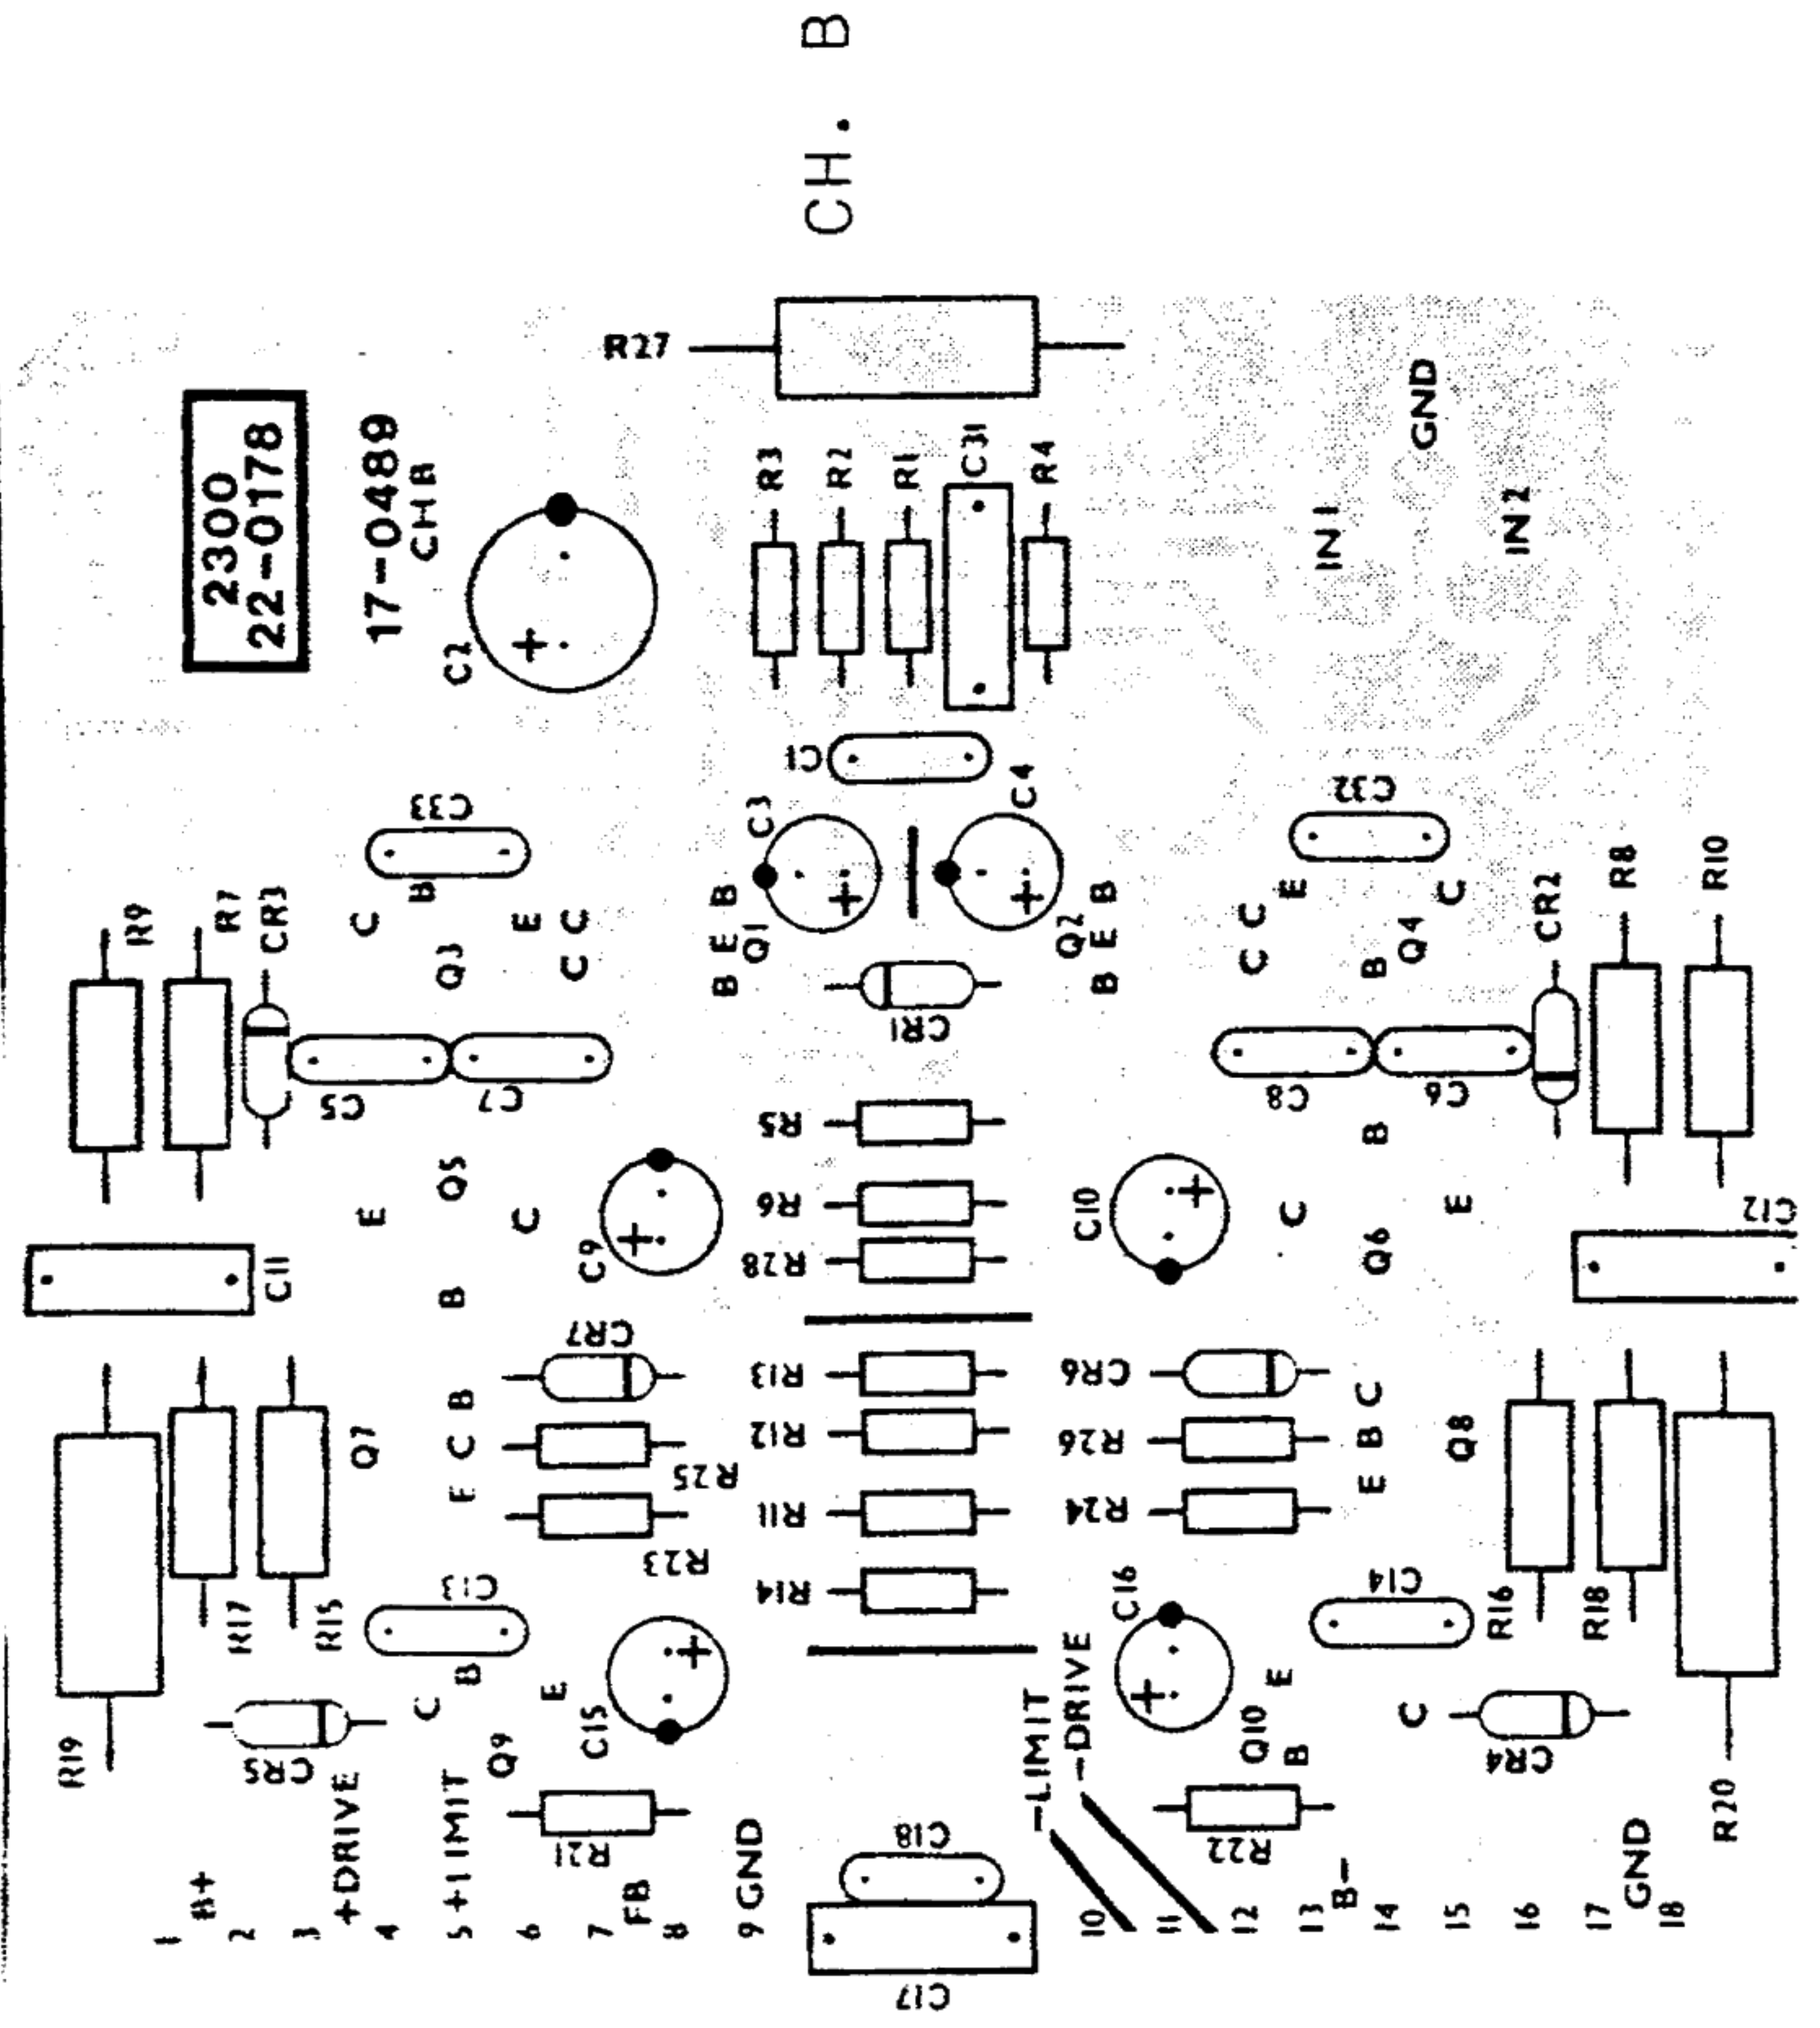 CH. B
R27
2300
22-0178
17-0489
CHB
GND
R3
R2
R1
C31
R4
IN1
IN2
C2
+
C1
C33
C3
C4
C32
R9
R7
CR3
C
B
E
C
C
Q3
B
E
B
Q1
+
+
Q2
B
E
B
C
C
E
B
Q4
C
CR2
R8
R10
CR1
C5
C7
C8
C6
R5
B
E
Q5
C
C9
+
R6
C10
+
C
E
Q6
C12
C11
B
R28
CR7
R13
CR6
B
C
E
Q7
R25
R12
R26
C
B
E
Q8
R23
R11
R24
R17
R15
C13
R14
C16
C14
R16
R18
B
C
E
+
+
E
C
R19
CR5
Q9
C15
-LIMIT
-DRIVE
Q10
B
CR4
R20
+DRIVE
+LIMIT
R21
C18
R22
B+
FB
GND
B-
GND
1
2
3
4
5
6
7
8
9
10
11
12
13
14
15
16
17
18
C17